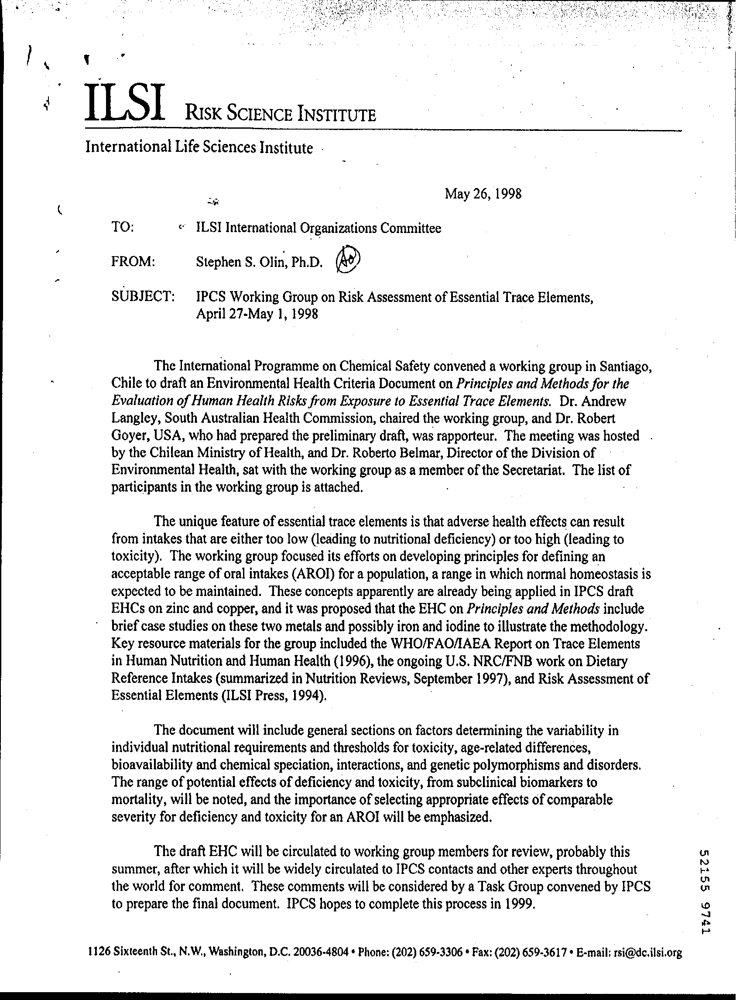 ILSI RISK SCIENCE INSTITUTE
International Life Sciences Institute
May 26, 1998
TO: ILSI International Organizations Committee
FROM: Stephen S. Olin, Ph.D.
SUBJECT: IPCS Working Group on Risk Assessment of Essential Trace Elements,
April 27-May 1, 1998
The International Programme on Chemical Safety convened a working group in Santiago,
Chile to draft an Environmental Health Criteria Document on Principles and Methods for the
Evaluation of Human Health Risks from Exposure to Essential Trace Elements. Dr. Andrew
Langley, South Australian Health Commission, chaired the working group, and Dr. Robert
Goyer, USA, who had prepared the preliminary draft, was rapporteur. The meeting was hosted
by the Chilean Ministry of Health, and Dr. Roberto Belmar, Director of the Division of
Environmental Health, sat with the working group as a member of the Secretariat. The list of
participants in the working group is attached.
The unique feature of essential trace elements is that adverse health effects can result
from intakes that are either too low (leading to nutritional deficiency) or too high (leading to
toxicity). The working group focused its efforts on developing principles for defining an
acceptable range of oral intakes (AROI) for a population, a range in which normal homeostasis is
expected to be maintained. These concepts apparently are already being applied in IPCS draft
EHCs on zinc and copper, and it was proposed that the EHC on Principles and Methods include
brief case studies on these two metals and possibly iron and iodine to illustrate the methodology.
Key resource materials for the group included the WHO/FAO/IAEA Report on Trace Elements
in Human Nutrition and Human Health (1996), the ongoing U.S. NRC/FNB work on Dietary
Reference Intakes (summarized in Nutrition Reviews, September 1997), and Risk Assessment of
Essential Elements (ILSI Press, 1994).
The document will include general sections on factors determining the variability in
individual nutritional requirements and thresholds for toxicity, age-related differences,
bioavailability and chemical speciation, interactions, and genetic polymorphisms and disorders.
The range of potential effects of deficiency and toxicity, from subclinical biomarkers to
mortality, will be noted, and the importance of selecting appropriate effects of comparable
severity for deficiency and toxicity for an AROI will be emphasized.
The draft EHC will be circulated to working group members for review, probably this
summer, after which it will be widely circulated to IPCS contacts and other experts throughout
the world for comment. These comments will be considered by a Task Group convened by IPCS
to prepare the final document. IPCS hopes to complete this process in 1999.
52155 9741
1126 Sixteenth St., N.W., Washington, D.C. 20036-4804 • Phone: (202) 659-3306 • Fax: (202) 659-3617 • E-mail: rsi@dc.ilsi.org